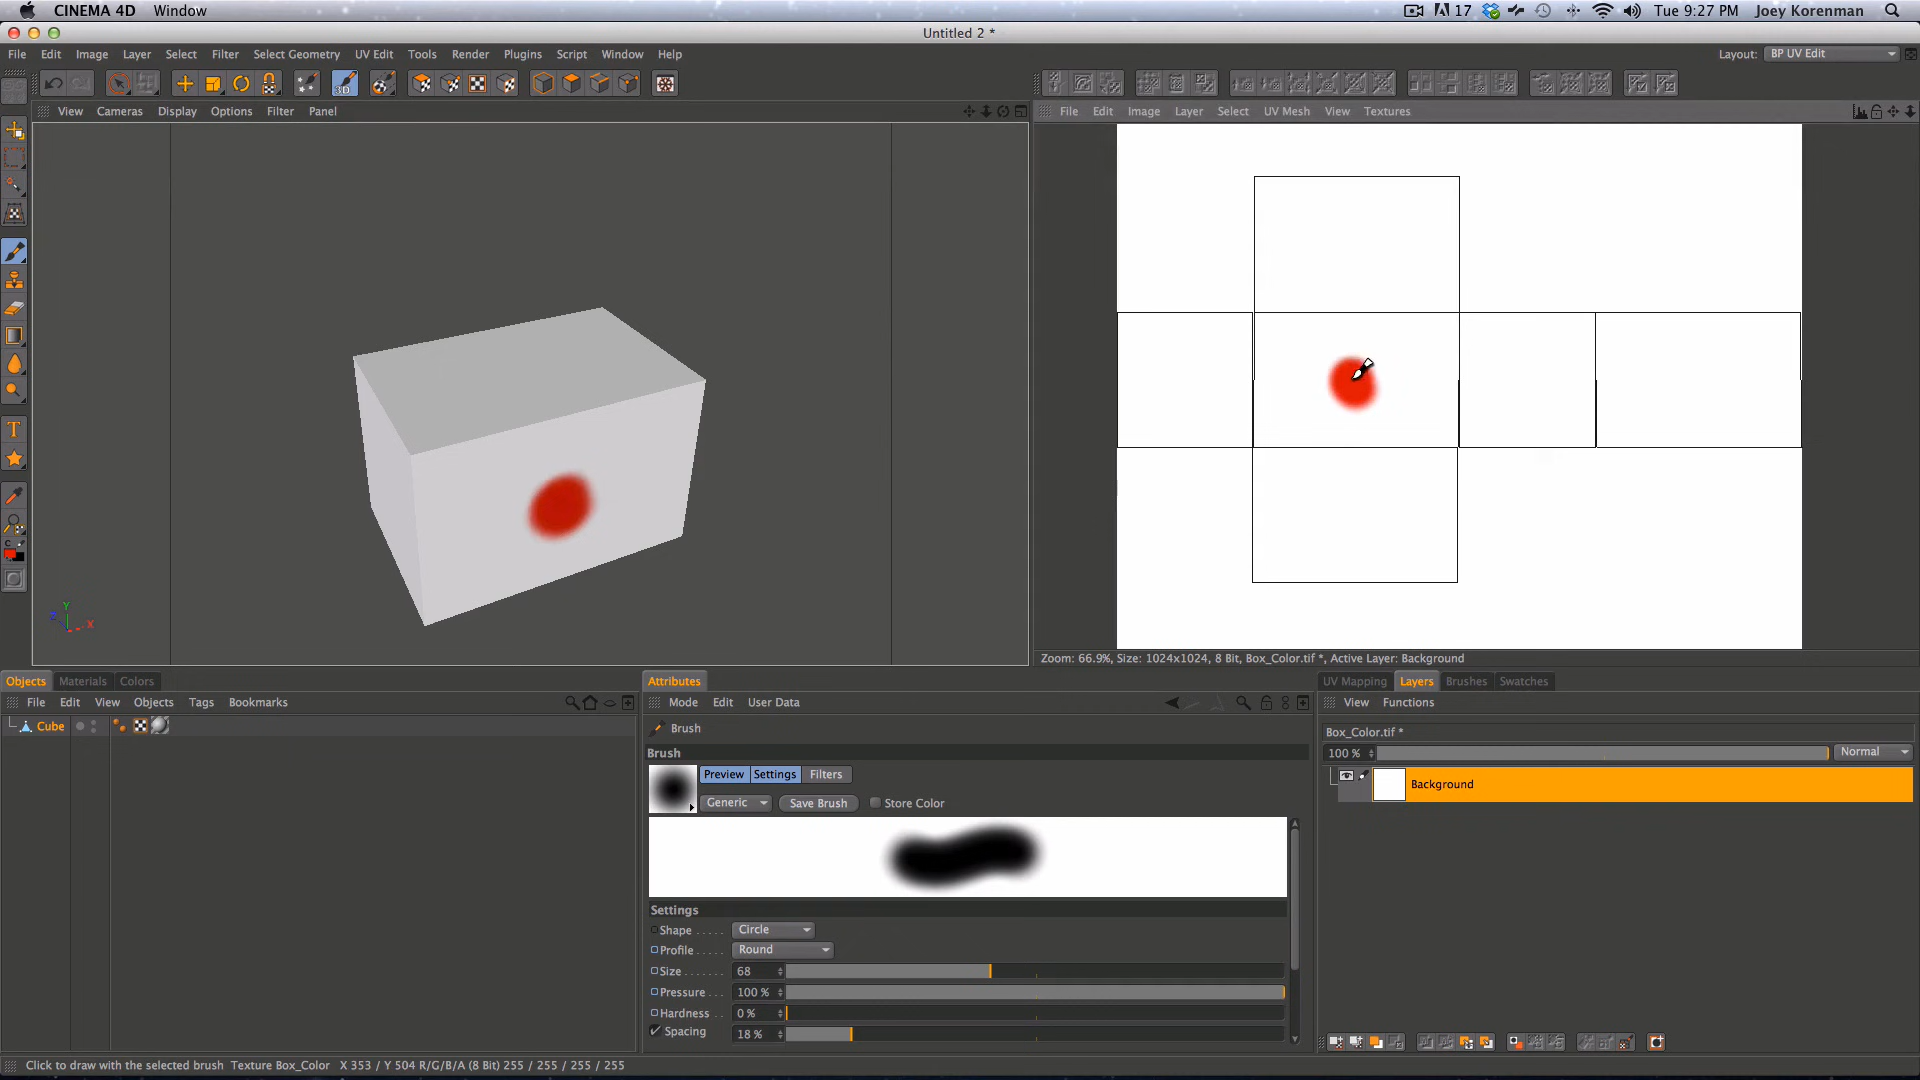 CINEMA 4D Window
17 Tue 9:27 PM Joey Korenman
Untitled 2 *
File Edit Image Layer Select Filter Select Geometry UV Edit Tools Render Plugins Script Window Help
Layout: BP UV Edit
3D
View Cameras Display Options Filter Panel
File Edit Image Layer Select UV Mesh View Textures
Y
Z X
T
C
Zoom: 66.9%, Size: 1024x1024, 8 Bit, Box_Color.tif *, Active Layer: Background
Objects Materials Colors
Attributes
UV Mapping Layers Brushes Swatches
File Edit View Objects Tags Bookmarks
Mode Edit User Data
View Functions
Cube
Brush
Box_Color.tif *
Brush
100 % Normal
Preview Settings Filters
Background
Generic Save Brush Store Color
Settings
Shape Circle
Profile Round
Size 68
Pressure 100 %
Hardness 0 %
Spacing 18 %
Click to draw with the selected brush Texture Box_Color X 353 / Y 504 R/G/B/A (8 Bit) 255 / 255 / 255 / 255